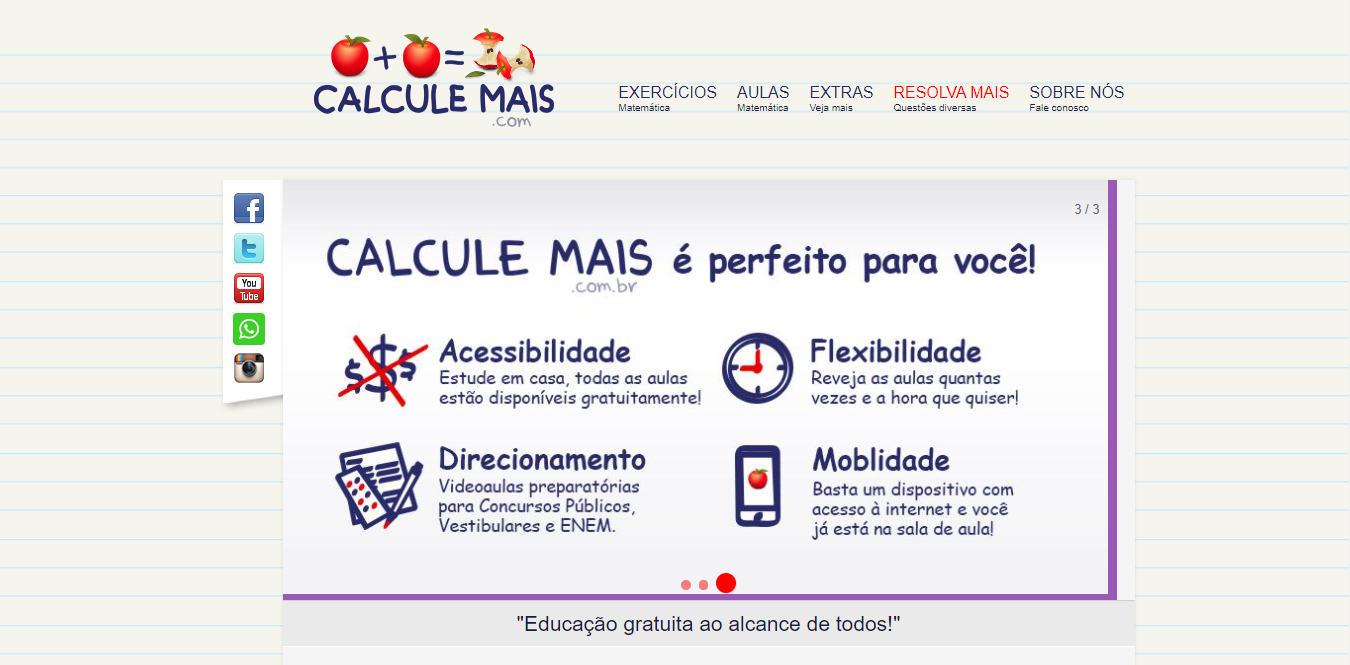 CALCULE MAIS
.com
EXERCÍCIOS
Matemática
AULAS
Matemática
EXTRAS
Veja mais
RESOLVA MAIS
Questões diversas
SOBRE NÓS
Fale conosco
f
t
You
Tube
3 / 3
CALCULE MAIS é perfeito para você!
.com.br
Acessibilidade
Estude em casa, todas as aulas
estão disponíveis gratuitamente!
Flexibilidade
Reveja as aulas quantas
vezes e a hora que quiser!
Direcionamento
Videoaulas preparatórias
para Concursos Públicos,
Vestibulares e ENEM.
Moblidade
Basta um dispositivo com
acesso à internet e você
já está na sala de aula!
"Educação gratuita ao alcance de todos!"